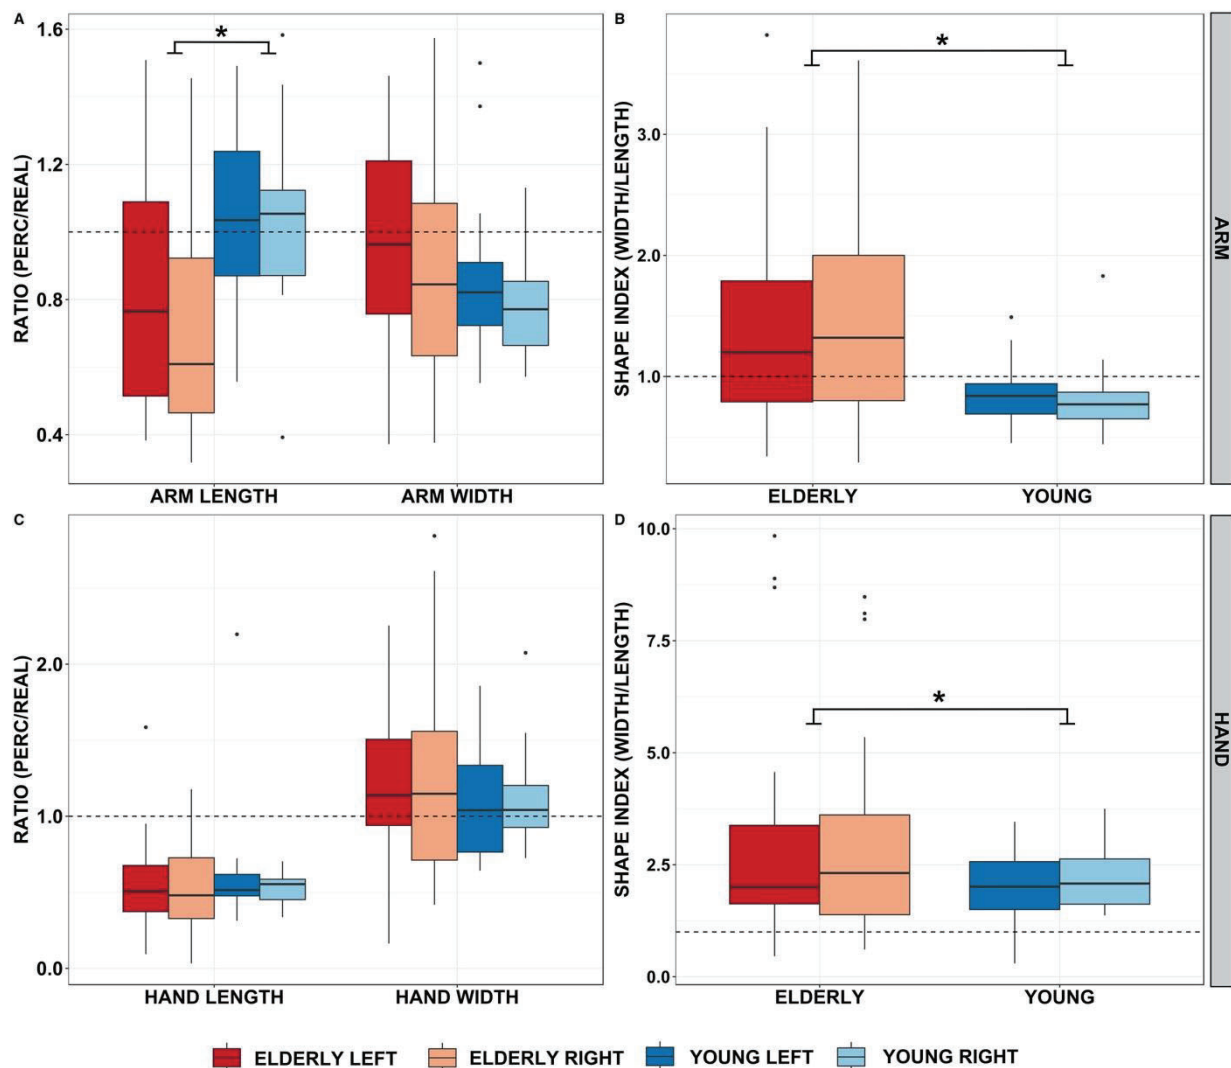 A
RATIO (PERC/REAL)
1.6
1.2
0.8
0.4
*
ARM LENGTH
ARM WIDTH
B
SHAPE INDEX (WIDTH/LENGTH)
3.0
2.0
1.0
*
ELDERLY
YOUNG
ARM
C
RATIO (PERC/REAL)
2.0
1.0
0.0
HAND LENGTH
HAND WIDTH
D
SHAPE INDEX (WIDTH/LENGTH)
10.0
7.5
5.0
2.5
0.0
*
ELDERLY
YOUNG
HAND
ELDERLY LEFT
ELDERLY RIGHT
YOUNG LEFT
YOUNG RIGHT